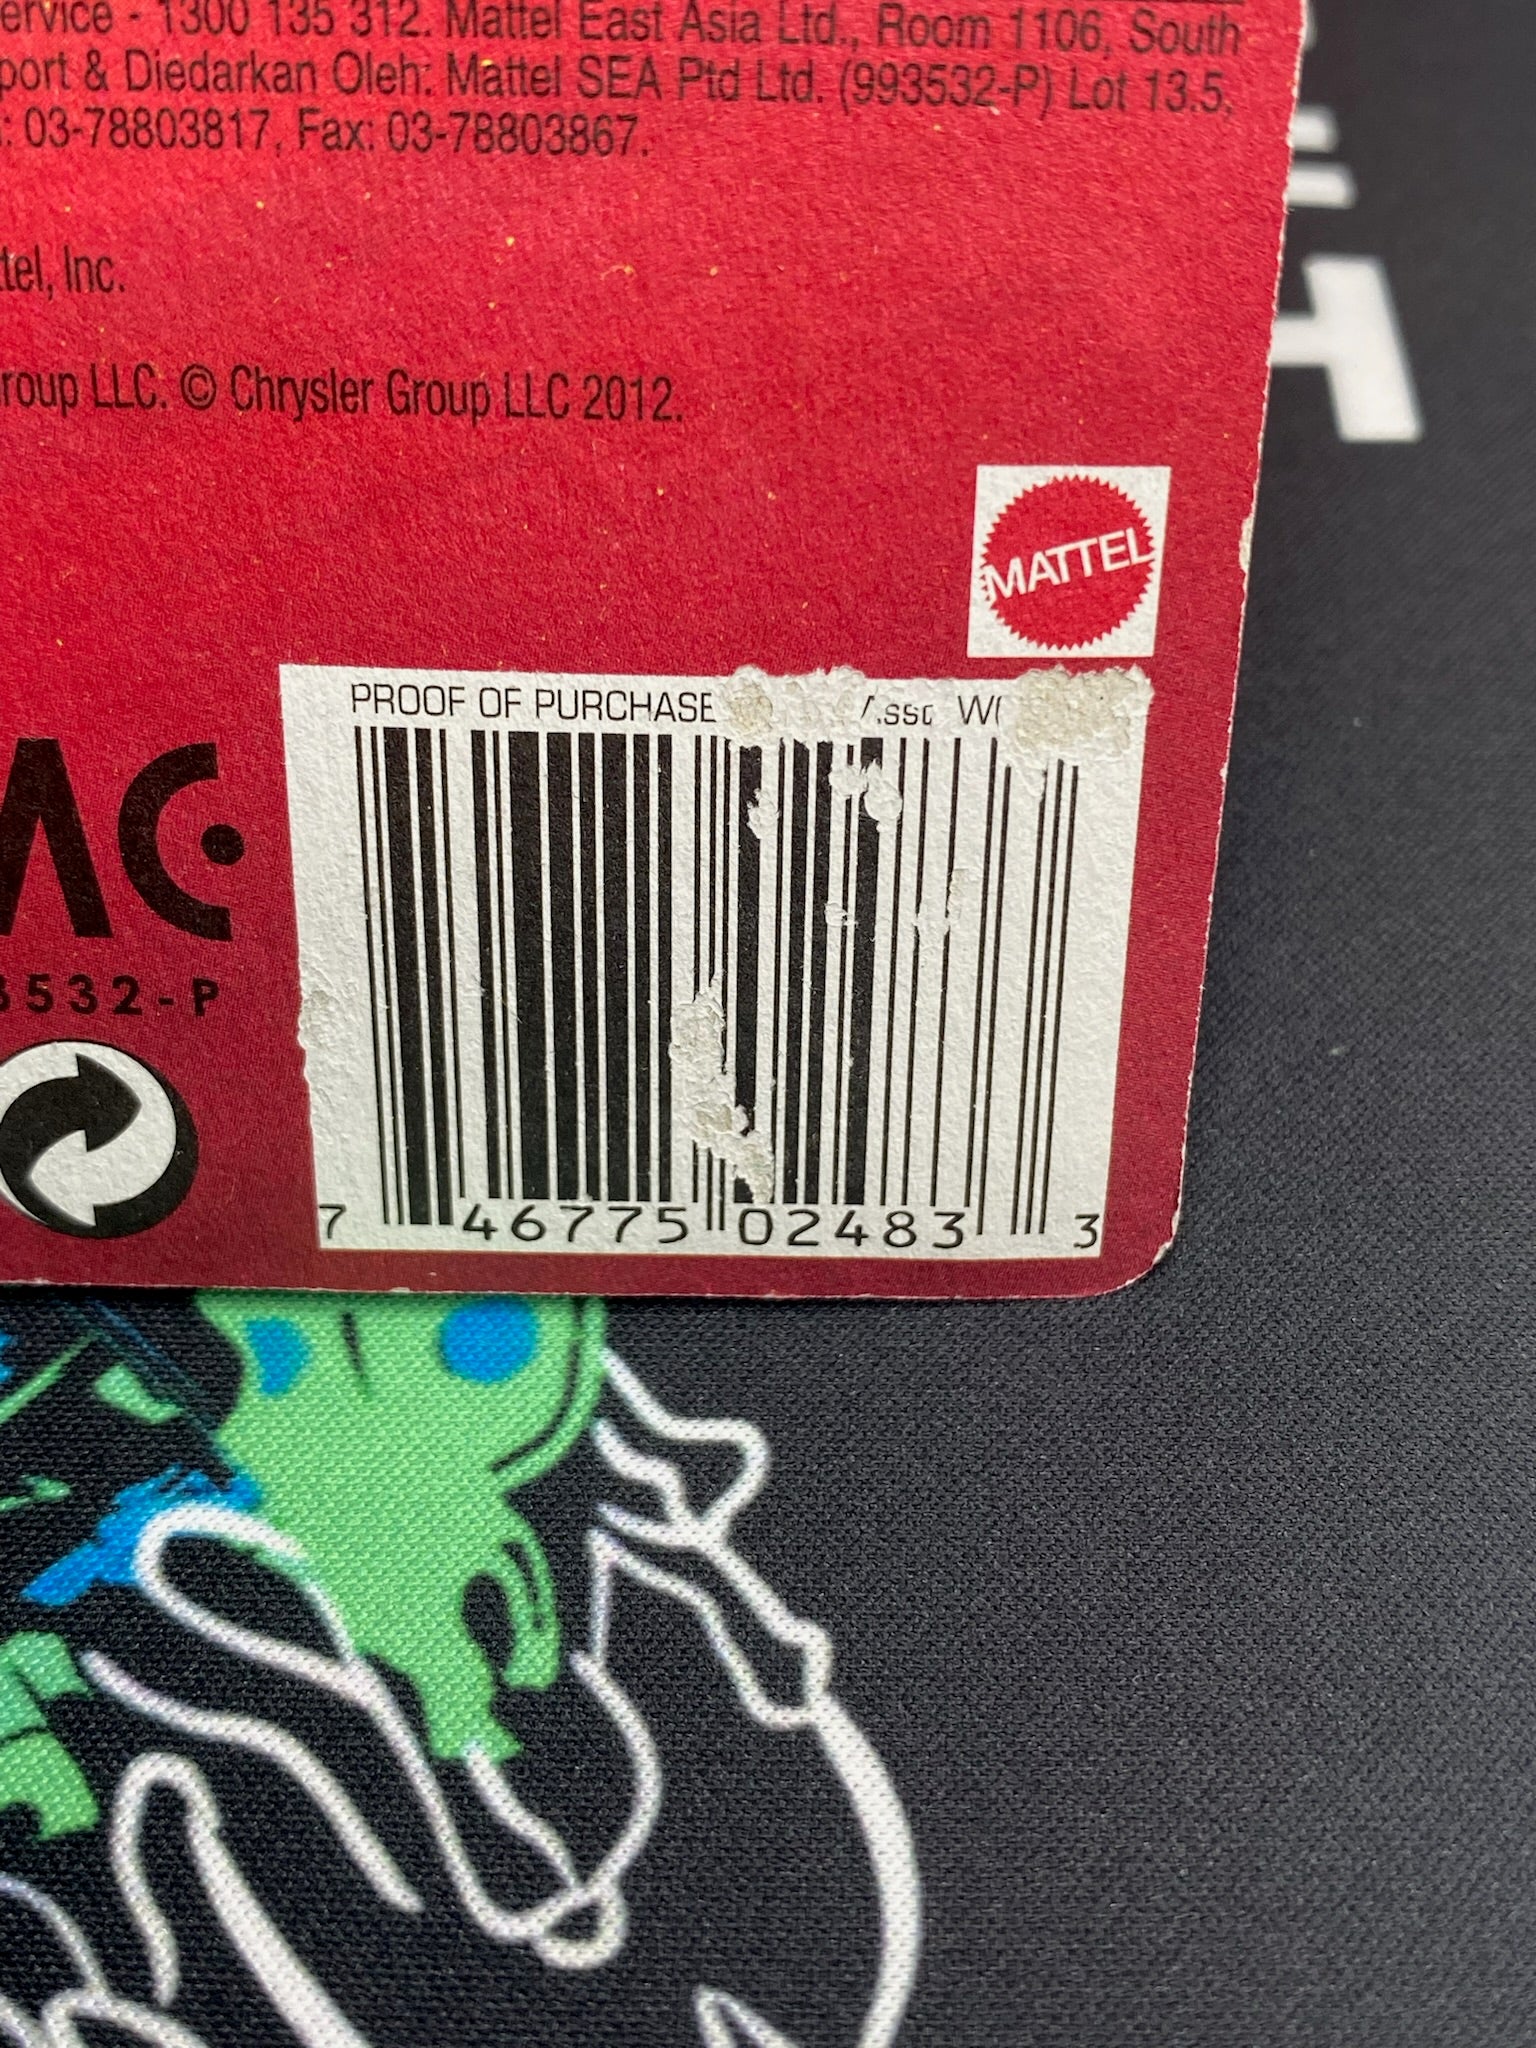 ervice - 1300 135 312. Mattel East Asia Ltd., Room 1106, South
port & Diedarkan Oleh: Mattel SEA Ptd Ltd. (993532-P) Lot 13.5,
: 03-78803817, Fax: 03-78803867.
tel, Inc.
roup LLC. © Chrysler Group LLC 2012.
MATTEL
PROOF OF PURCHASE
MC
3532-P
7 46775 02483 3